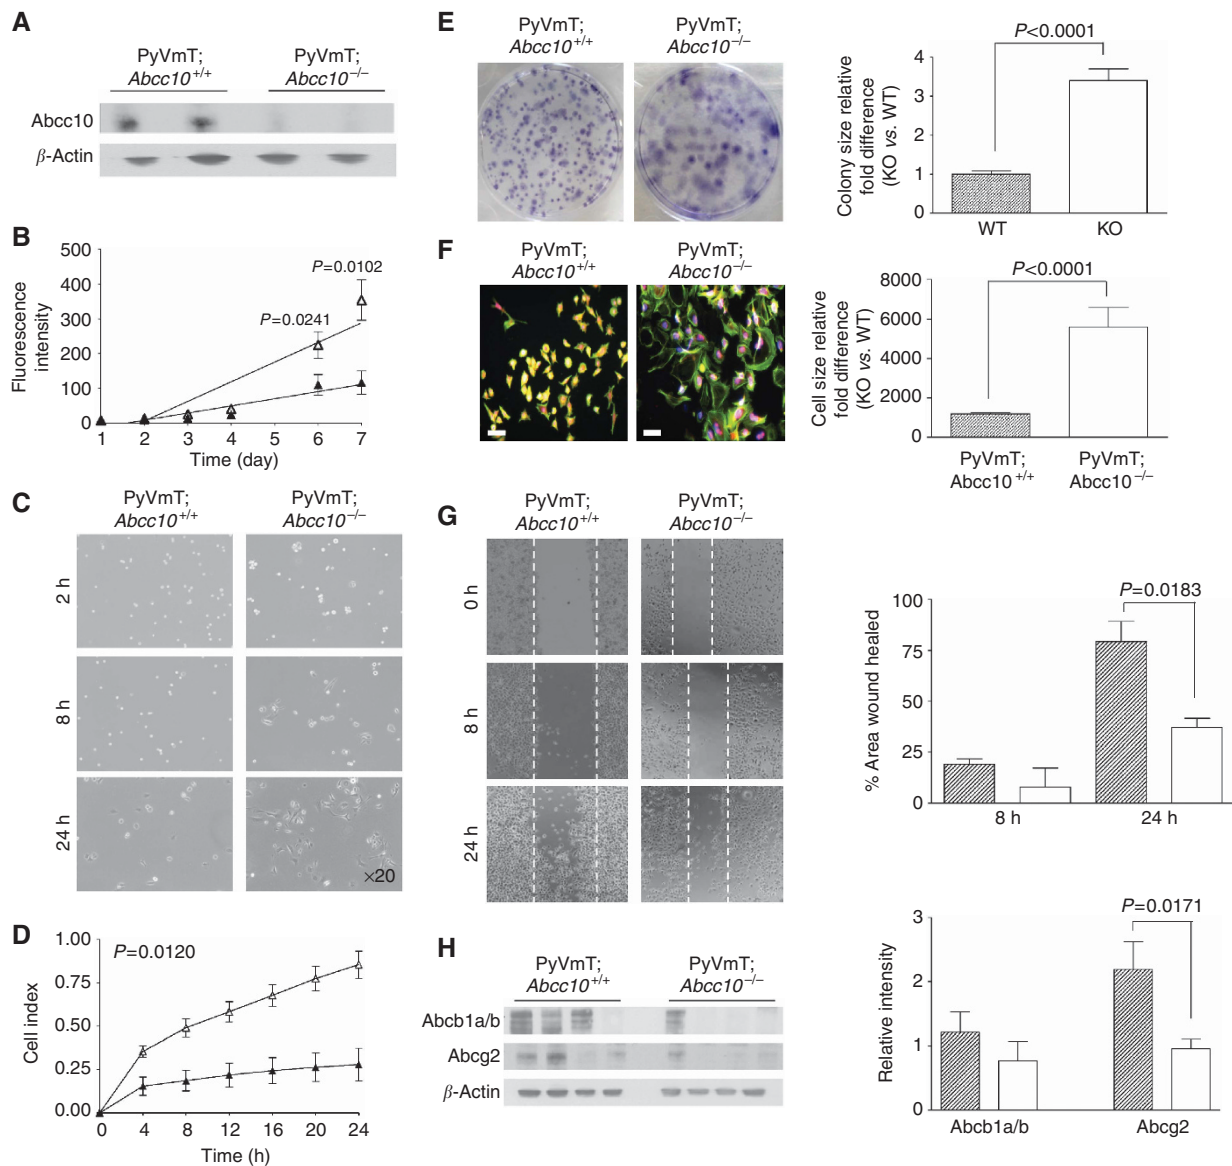 A
PyVmT;
Abcc10+/+
PyVmT;
Abcc10−/−
Abcc10
β-Actin
B
Fluorescence
intensity
500
400
300
200
100
0
P=0.0241
P=0.0102
1 2 3 4 5 6 7
Time (day)
C
PyVmT;
Abcc10+/+
PyVmT;
Abcc10−/−
2 h
8 h
24 h
×20
D
Cell index
1.00
0.75
0.50
0.25
0.00
P=0.0120
0 4 8 12 16 20 24
Time (h)
E
PyVmT;
Abcc10+/+
PyVmT;
Abcc10−/−
Colony size relative
fold difference
(KO vs. WT)
4
3
2
1
0
P<0.0001
WT KO
F
PyVmT;
Abcc10+/+
PyVmT;
Abcc10−/−
Cell size relative
fold difference
(KO vs. WT)
8000
6000
4000
2000
0
P<0.0001
PyVmT;
Abcc10+/+
PyVmT;
Abcc10−/−
G
PyVmT;
Abcc10+/+
PyVmT;
Abcc10−/−
0 h
8 h
24 h
% Area wound healed
100
75
50
25
0
P=0.0183
8 h 24 h
H
PyVmT;
Abcc10+/+
PyVmT;
Abcc10−/−
Abcb1a/b
Abcg2
β-Actin
Relative intensity
3
2
1
0
P=0.0171
Abcb1a/b Abcg2